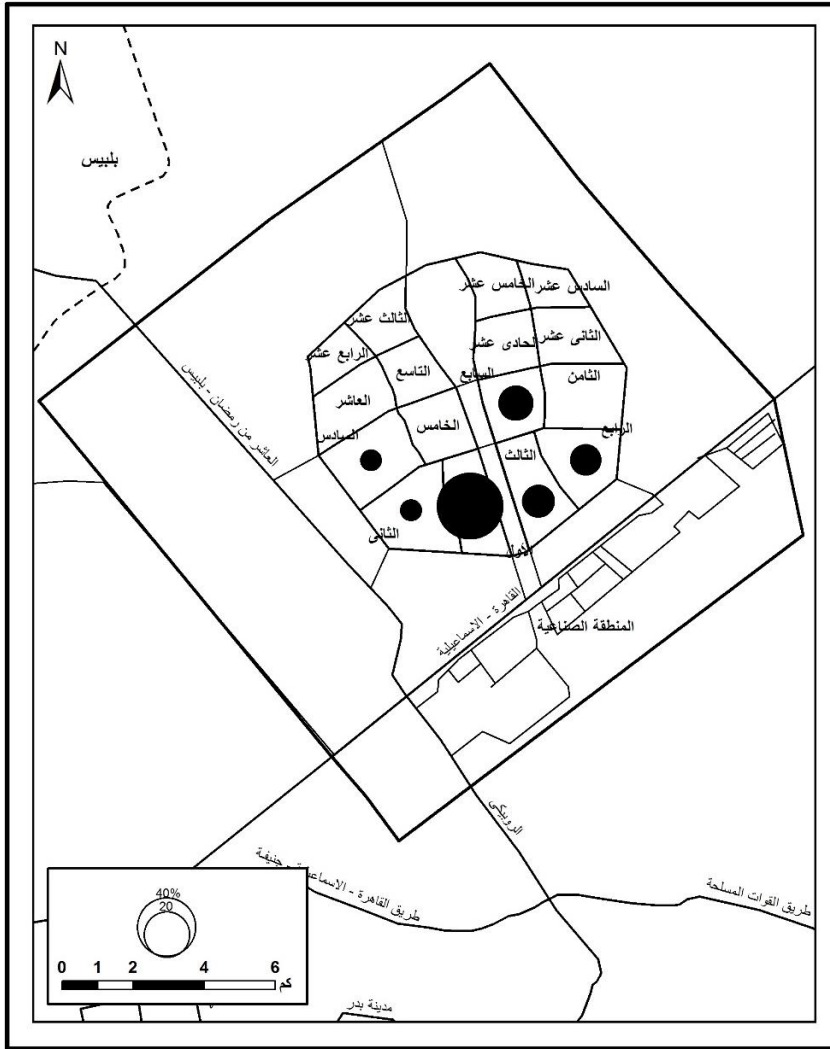 N
بلبيس
السادس عشر
الخامس عشر
الثالث عشر
الثانى عشر
الحادى عشر
الرابع عشر
السابع
التاسع
الثامن
العاشر
الخامس
السادس
الرابع
الثالث
الثانى
الأول
العاشر من رمضان - بلبيس
القاهرة - الاسماعيلية
المنطقة الصناعية
الروبيكى
طريق القاهرة - الاسماعيلية - جنيفة
طريق القوات المسلحة
40%
20
0 1 2 4 6
كم
مدينة بدر